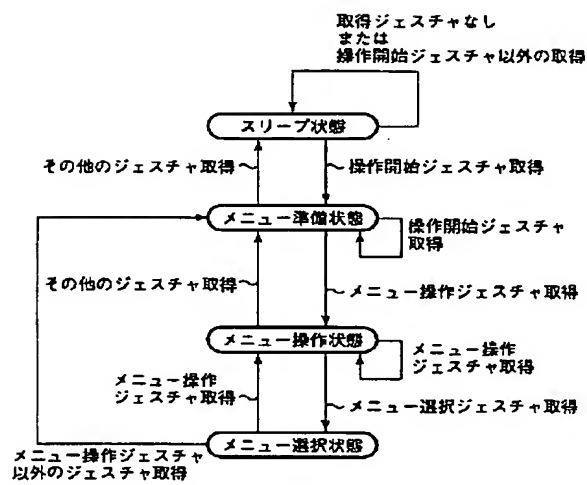 取得ジェスチャなし
または
操作開始ジェスチャ以外の取得
スリープ状態
その他のジェスチャ取得
操作開始ジェスチャ取得
メニュー準備状態
操作開始ジェスチャ
取得
その他のジェスチャ取得
メニュー操作ジェスチャ取得
メニュー操作状態
メニュー操作
ジェスチャ取得
メニュー操作
ジェスチャ取得
メニュー選択ジェスチャ取得
メニュー選択状態
メニュー操作ジェスチャ
以外のジェスチャ取得